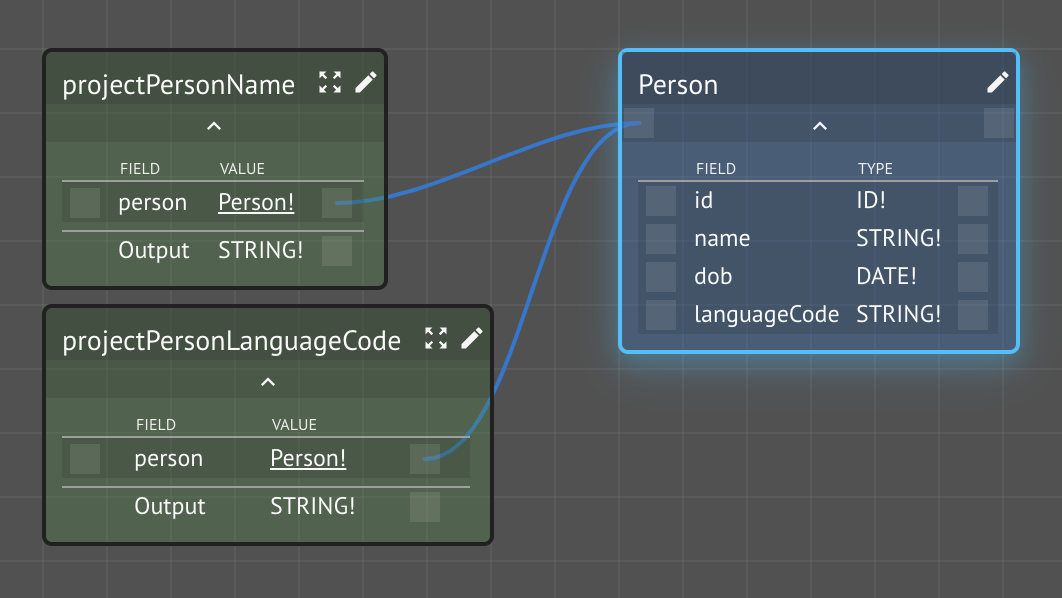 projectPersonName
FIELD VALUE
person Person!
Output STRING!
projectPersonLanguageCode
FIELD VALUE
person Person!
Output STRING!
Person
FIELD TYPE
id ID!
name STRING!
dob DATE!
languageCode STRING!